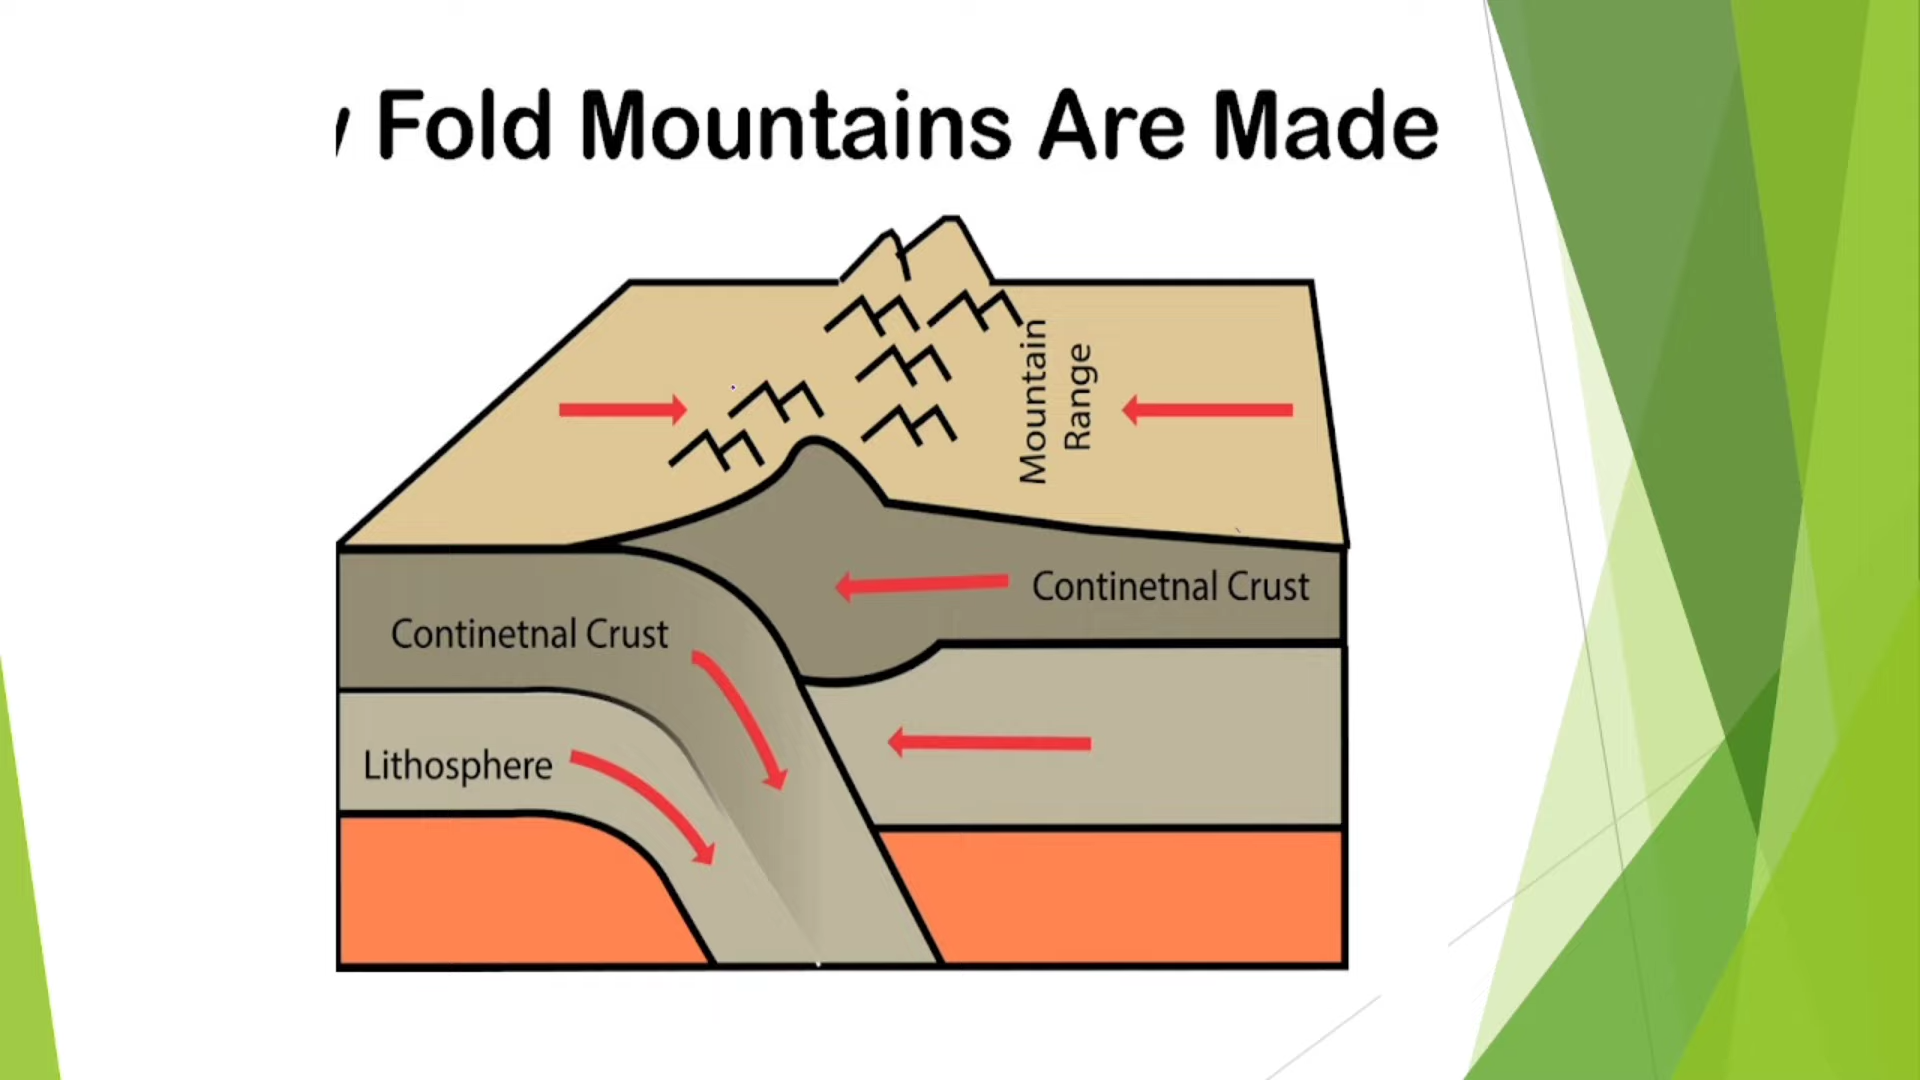 Fold Mountains Are Made
Mountain
Range
Continetnal Crust
Continetnal Crust
Lithosphere